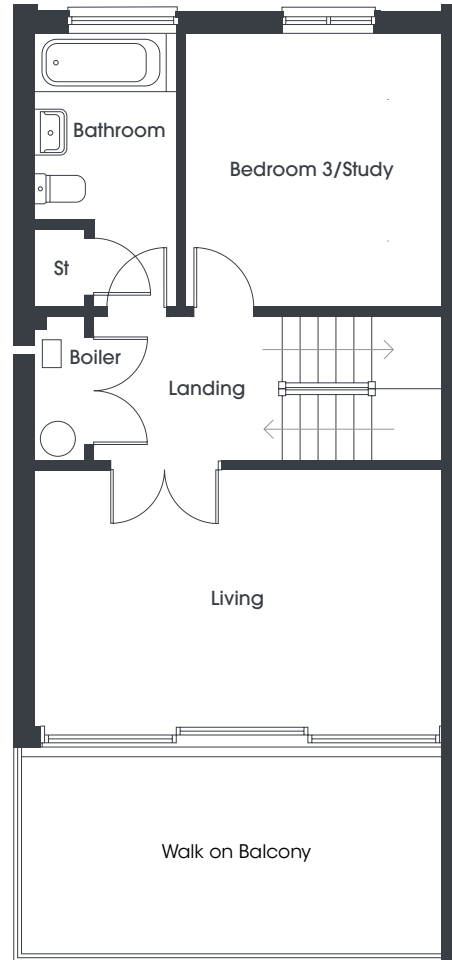 Bathroom
Bedroom 3/Study
St
Boiler
Landing
Living
Walk on Balcony